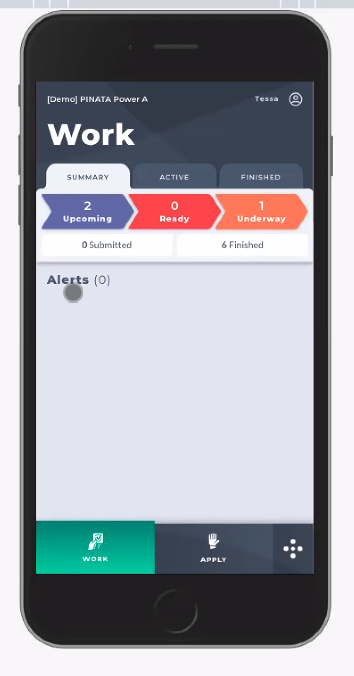 [Demo] PINATA Power A
Tessa
Work
SUMMARY
ACTIVE
FINISHED
2
Upcoming
0
Ready
1
Underway
0 Submitted
6 Finished
Alerts (0)
WORK
APPLY